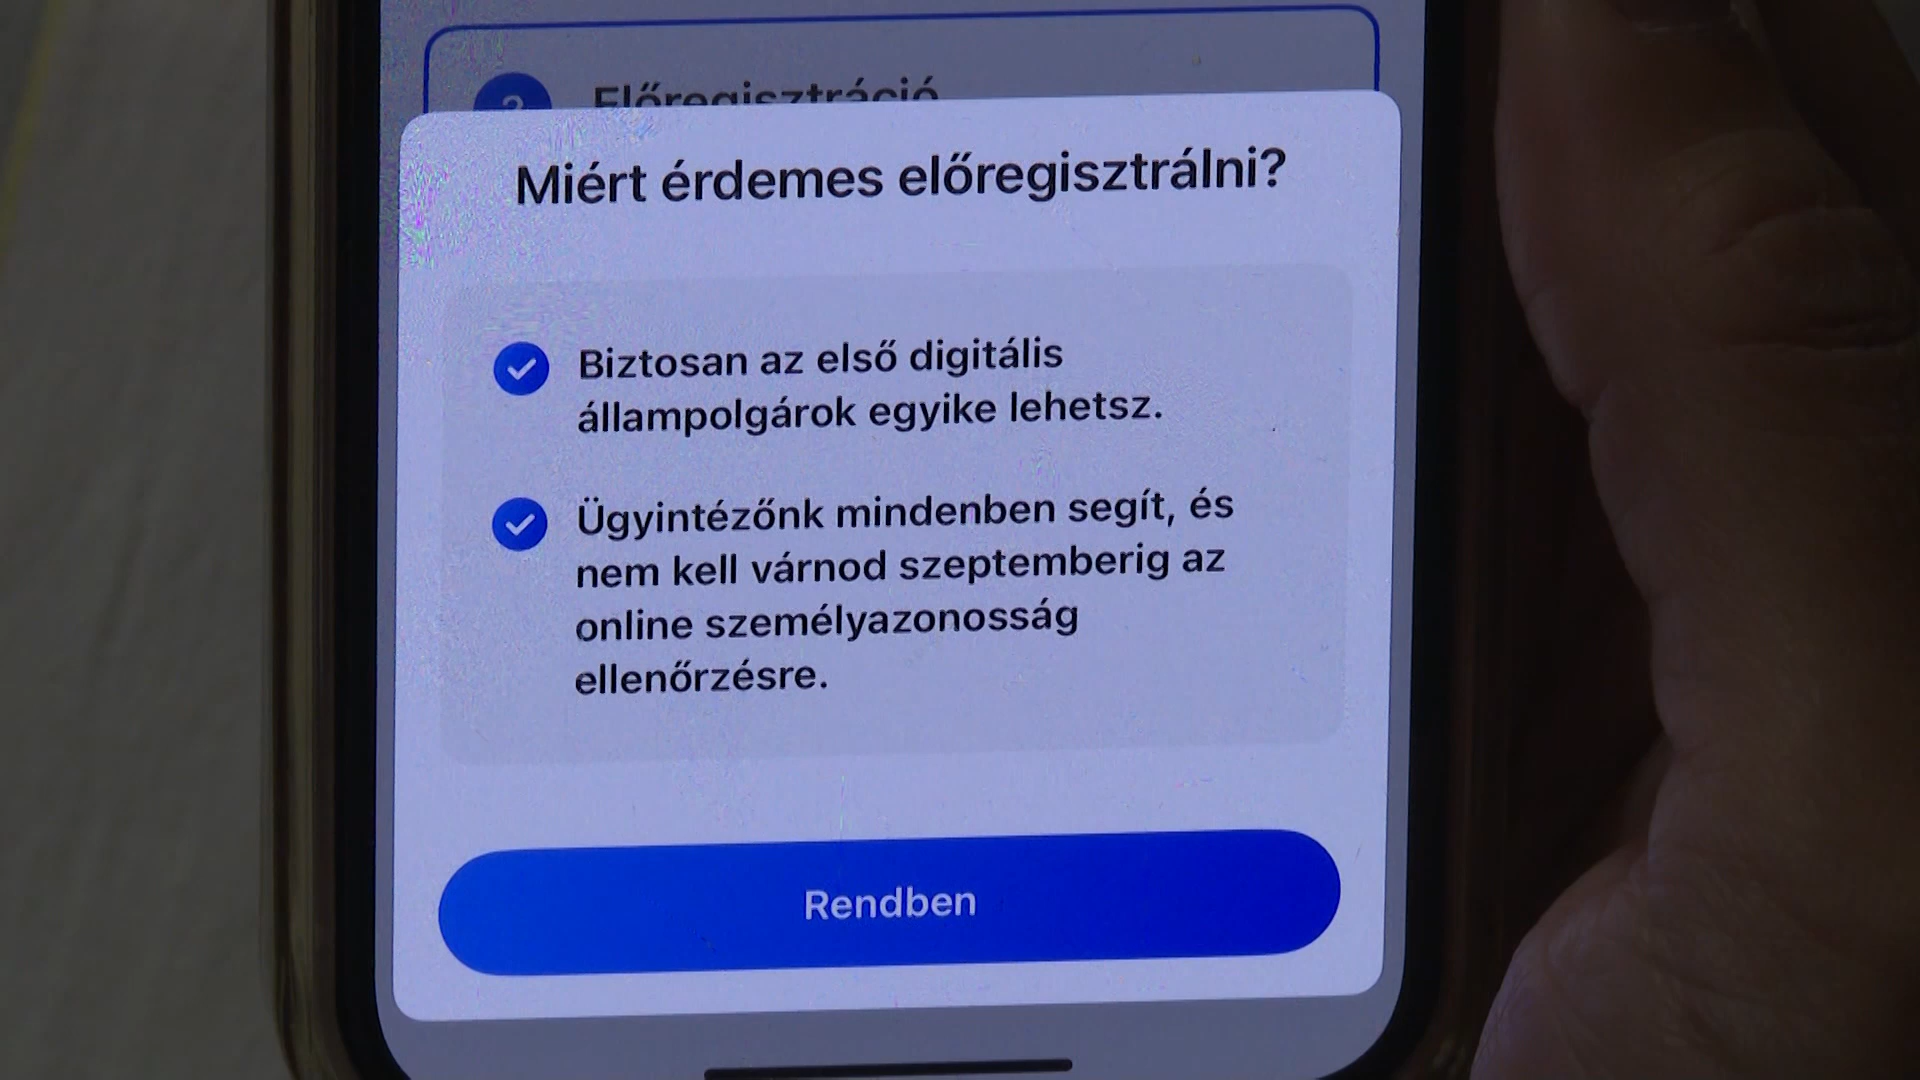 Előregisztráció
Miért érdemes előregisztrálni?
Biztosan az első digitális
állampolgárok egyike lehetsz.
Ügyintézőnk mindenben segít, és
nem kell várnod szeptemberig az
online személyazonosság
ellenőrzésre.
Rendben